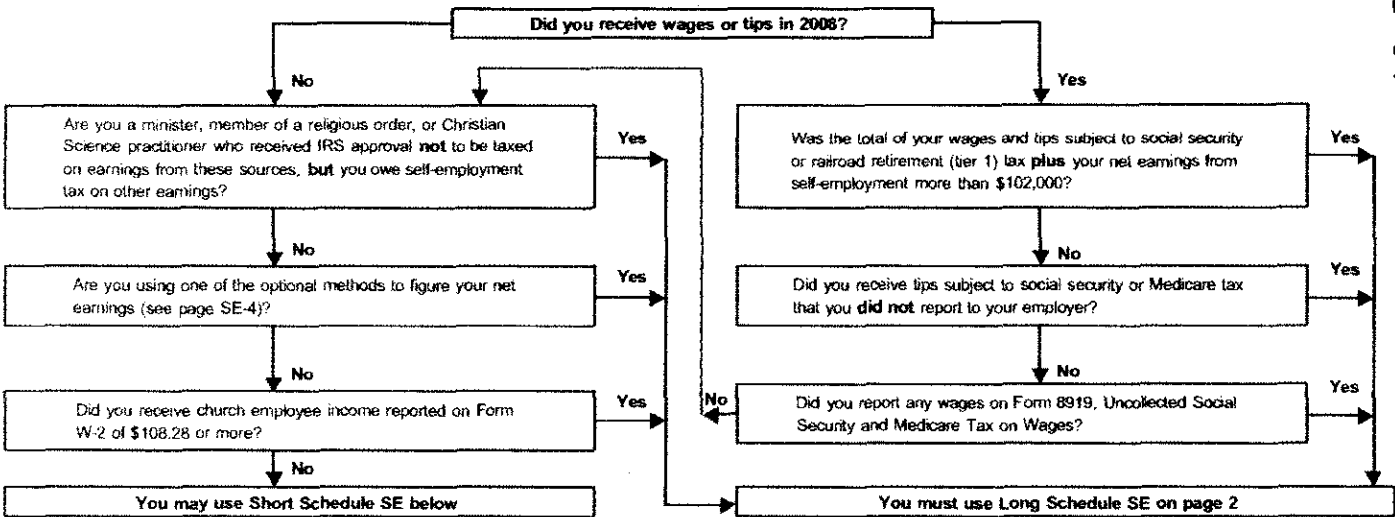 Did you receive wages or tips in 2008?
No
Yes
Are you a minister, member of a religious order, or Christian
Science practitioner who received IRS approval not to be taxed
on earnings from these sources, but you owe self-employment
tax on other earnings?
Yes
Was the total of your wages and tips subject to social security
or railroad retirement (tier 1) tax plus your net earnings from
self-employment more than $102,000?
Yes
No
No
Are you using one of the optional methods to figure your net
earnings (see page SE-4)?
Yes
Did you receive tips subject to social security or Medicare tax
that you did not report to your employer?
Yes
No
No
Did you receive church employee income reported on Form
W-2 of $108.28 or more?
Yes
No
Did you report any wages on Form 8919, Uncollected Social
Security and Medicare Tax on Wages?
Yes
No
You may use Short Schedule SE below
You must use Long Schedule SE on page 2